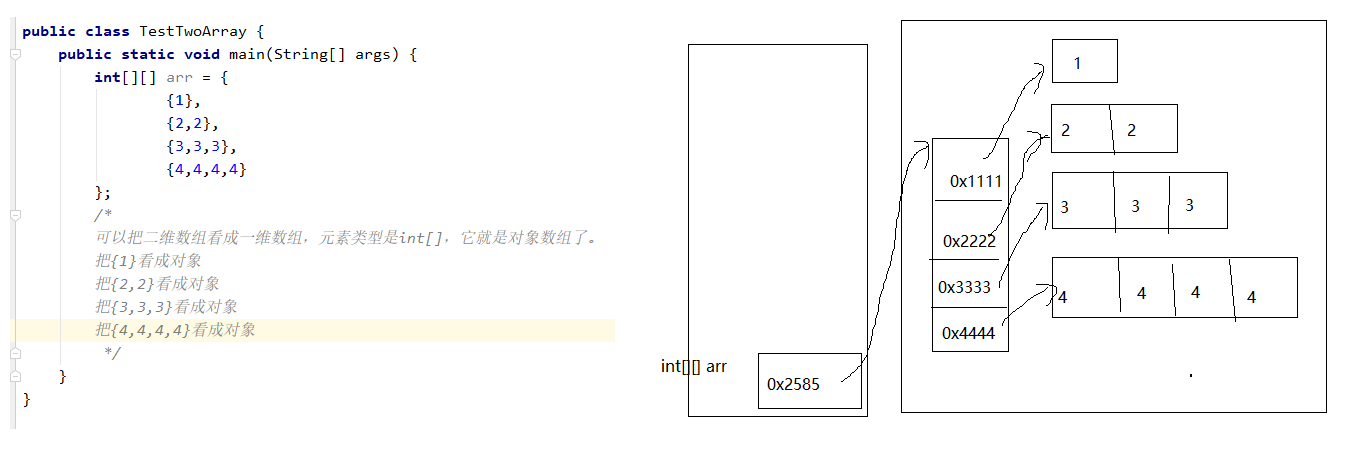 public class TestTwoArray {
public static void main(String[] args) {
int[][] arr = {
{1},
{2,2},
{3,3,3},
{4,4,4,4}
};
/*
可以把二维数组看成一维数组，元素类型是int[]，它就是对象数组了。
把{1}看成对象
把{2,2}看成对象
把{3,3,3}看成对象
把{4,4,4,4}看成对象
*/
}
}
int[][] arr
0x2585
0x1111
0x2222
0x3333
0x4444
1
2 2
3 3 3
4 4 4 4